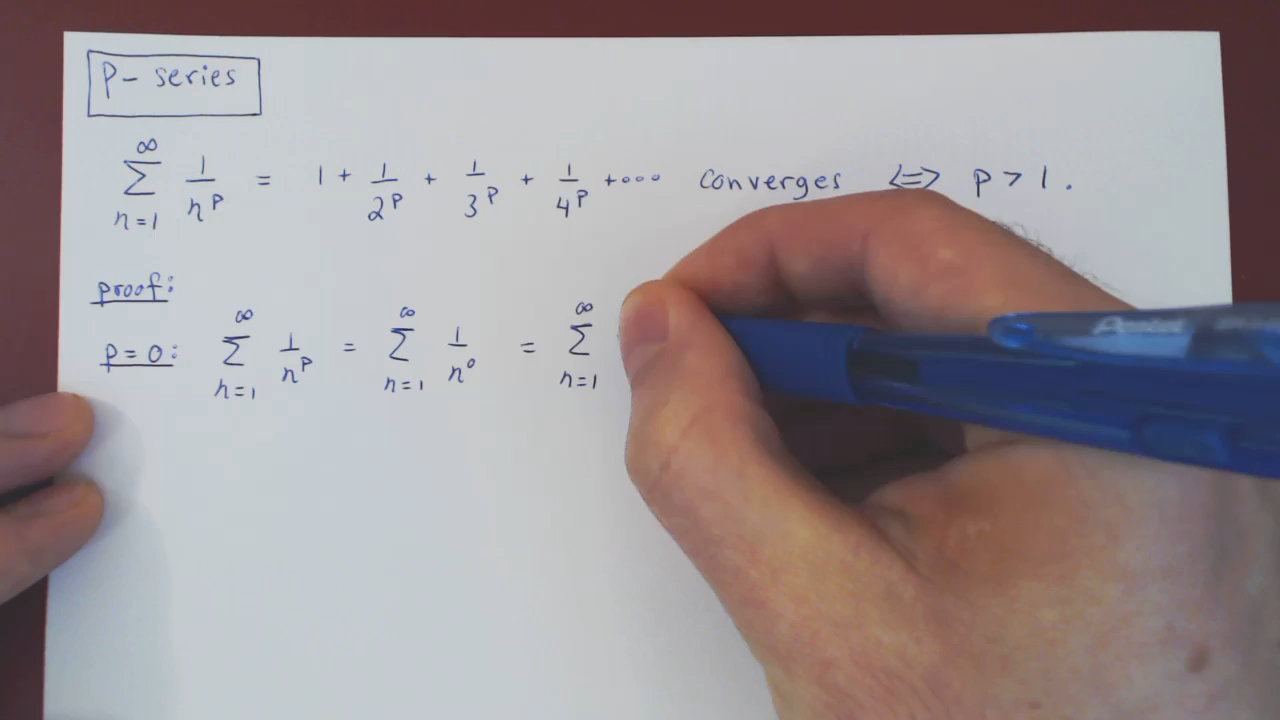 P- series
∞∑n=1 1/n^p = 1 + 1/2^p + 1/3^p + 1/4^p +∘∘∘ converges ⟺ p > 1.
proof:
p=0: ∞∑n=1 1/n^p = ∞∑n=1 1/n^0 = ∞∑n=1